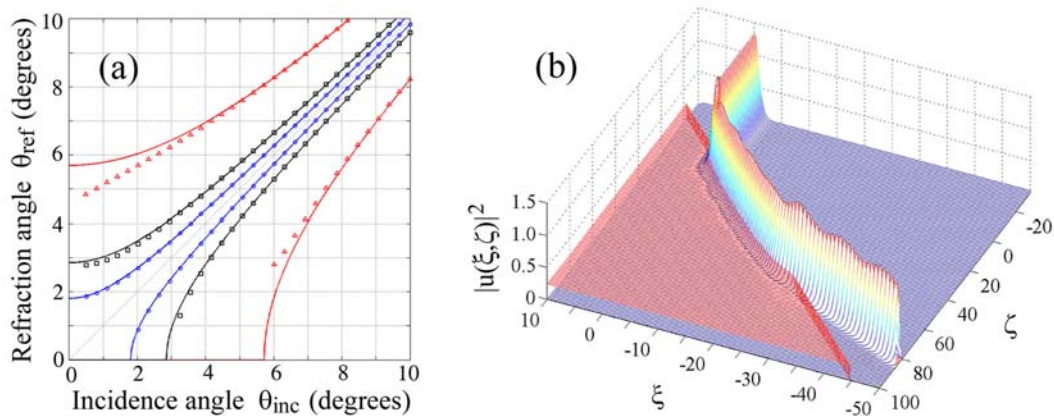 (a)
10
8
6
4
2
0
Refraction angle θref (degrees)
0 2 4 6 8 10
Incidence angle θinc (degrees)
(b)
1.5
1.0
0.5
0
|u(ξ,ζ)|²
10 0 -10 -20 -30 -40 -50
ξ
-20
0
20
40
60
80
100
ζ